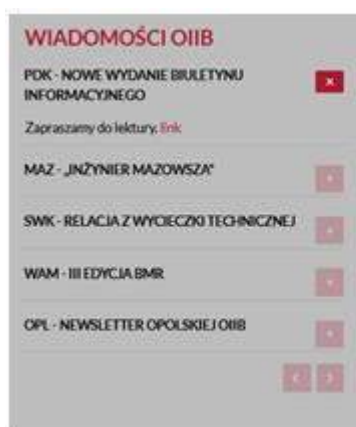 WIADOMOŚCI OIIB
PDK - NOWE WYDANIE BIULETYNU
INFORMACYJNEGO
Zapraszamy do lektury. link
MAZ - „INŻYNIER MAZOWSZA"
SWK - RELACJA Z WYCIECZKI TECHNICZNEJ
WAM - III EDYCJA BMR
OPL - NEWSLETTER OPOLSKIEJ OIIB